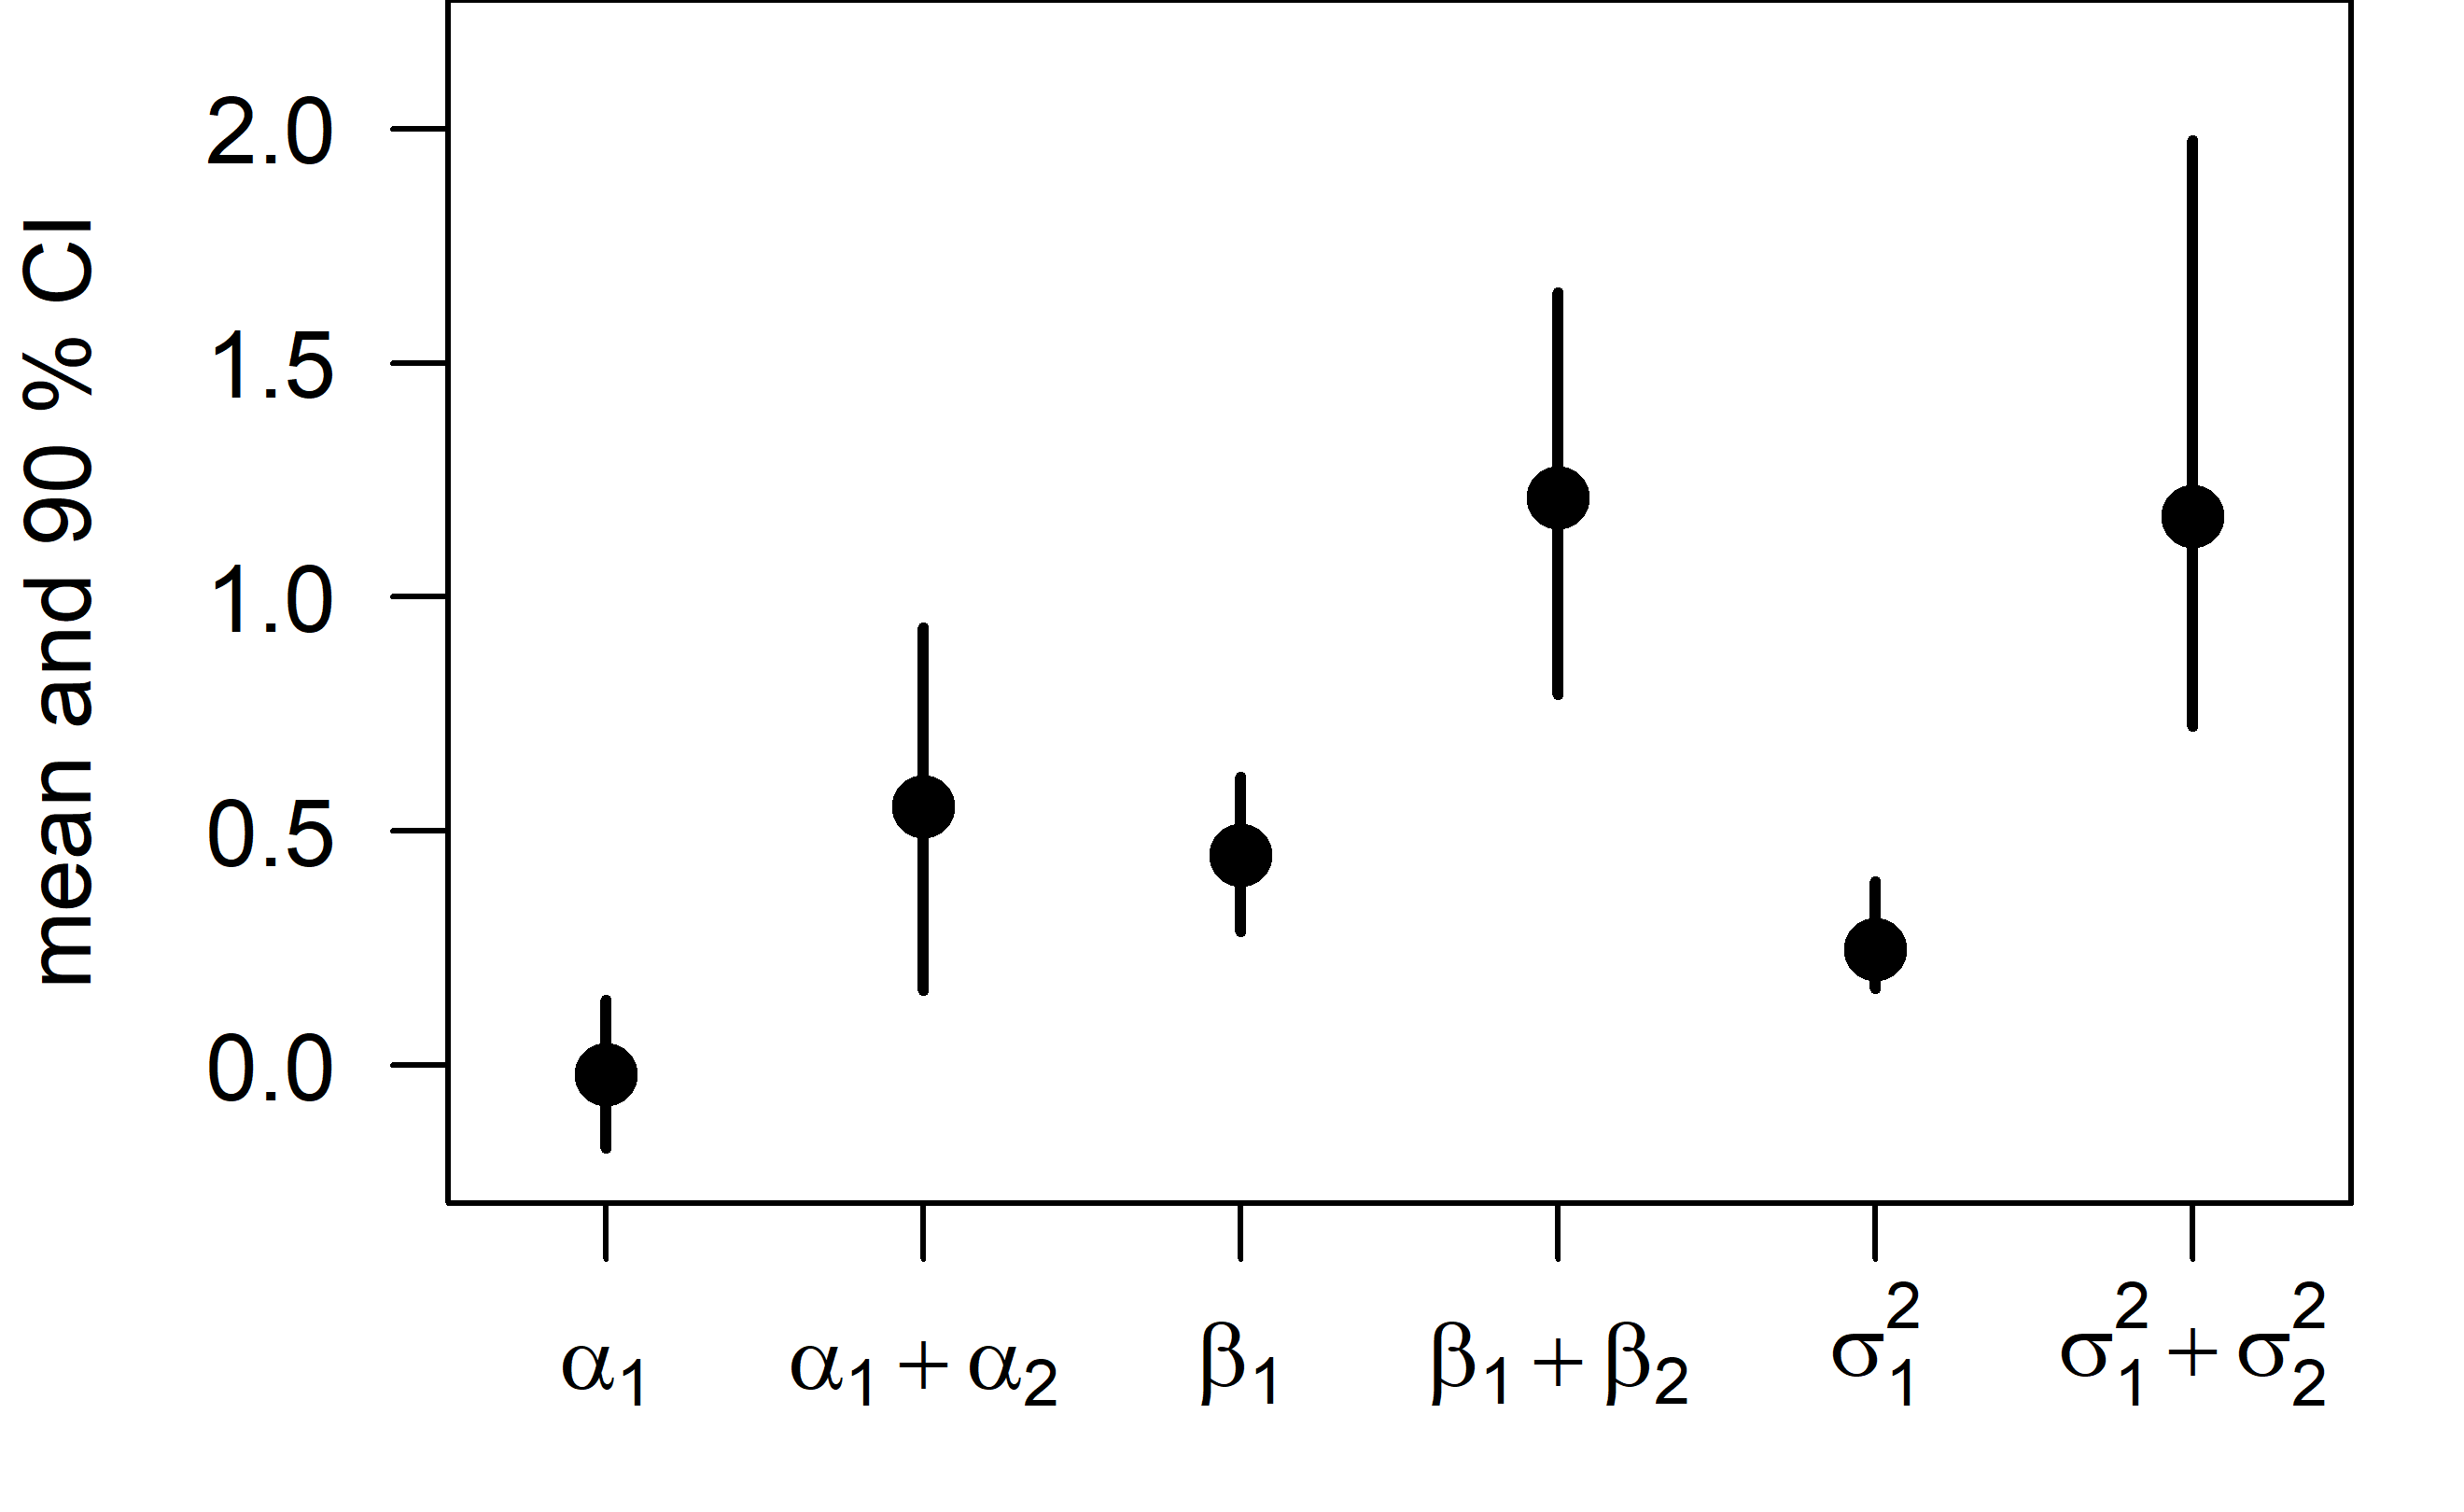 mean and 90 % CI
2.0
1.5
1.0
0.5
0.0
α₁ α₁ + α₂ β₁ β₁ + β₂ σ₁² σ₁² + σ₂²